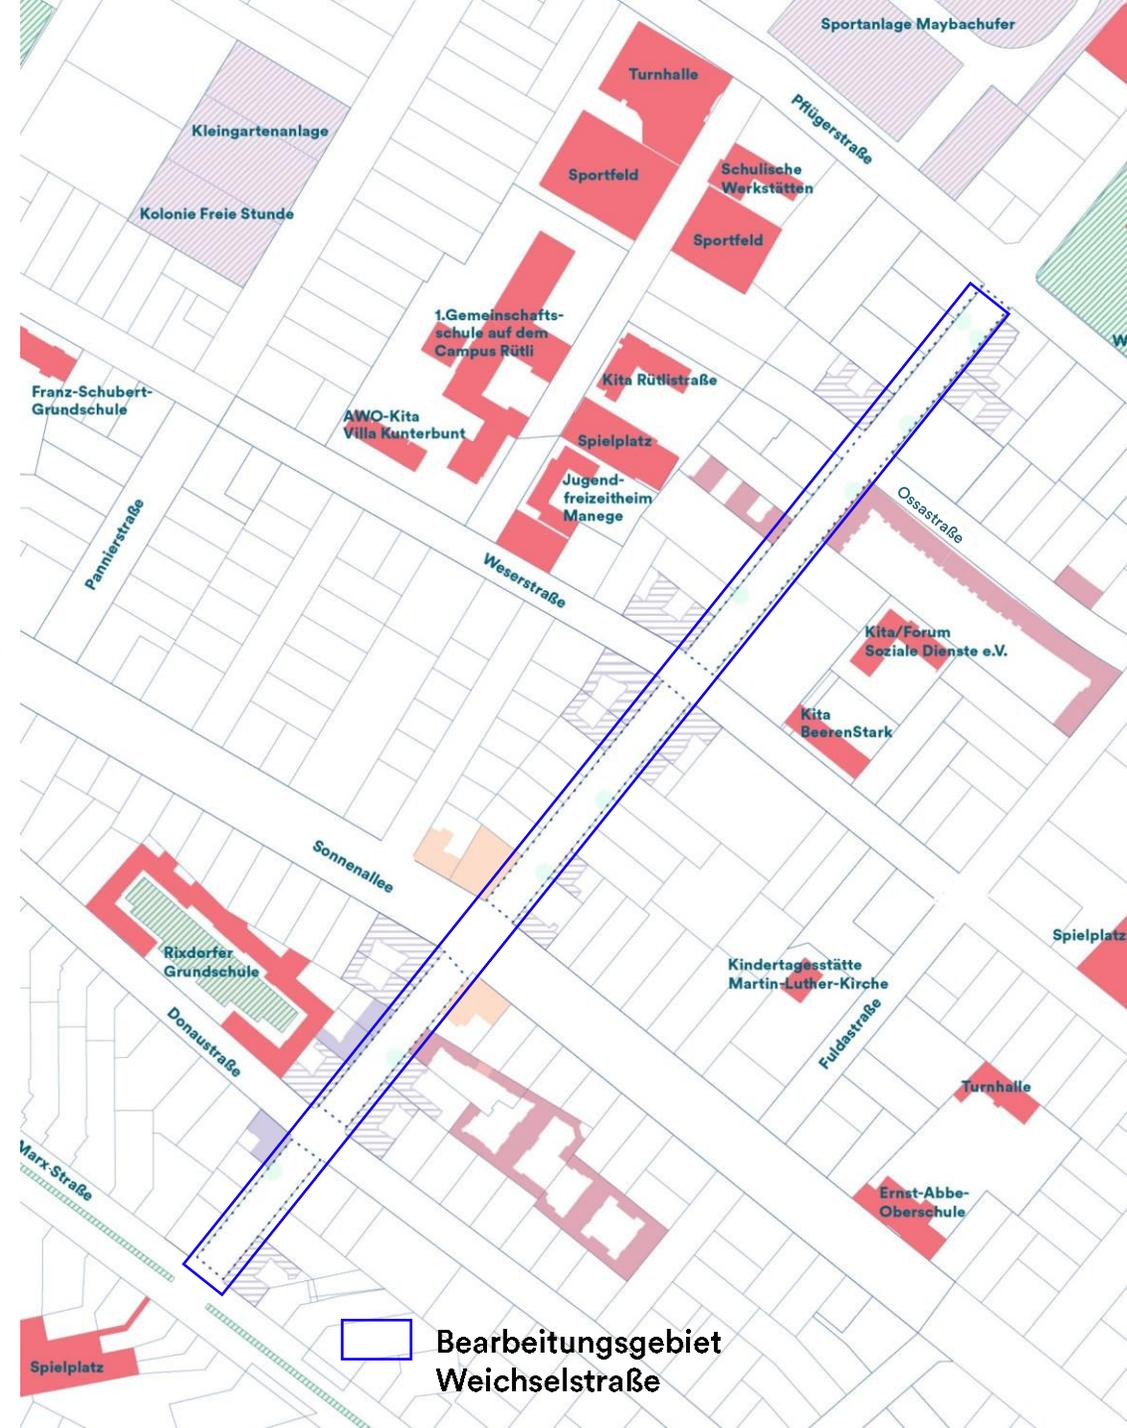 Sportanlage Maybachufer
Turnhalle
Pflügerstraße
Kleingartenanlage
Schulische
Werkstätten
Sportfeld
Kolonie Freie Stunde
Sportfeld
1.Gemeinschafts-
schule auf dem
Campus Rütli
W
Kita Rütlistraße
Franz-Schubert-
Grundschule
AWO-Kita
Villa Kunterbunt
Spielplatz
Jugend-
freizeitheim
Manege
Ossastraße
Pannierstraße
Weserstraße
Kita/Forum
Soziale Dienste e.V.
Kita
BeerenStark
Sonnenallee
Spielplatz
Rixdorfer
Grundschule
Kindertagesstätte
Martin-Luther-Kirche
Donaustraße
Fuldastraße
Turnhalle
Marx-Straße
Ernst-Abbe-
Oberschule
Bearbeitungsgebiet
Weichselstraße
Spielplatz